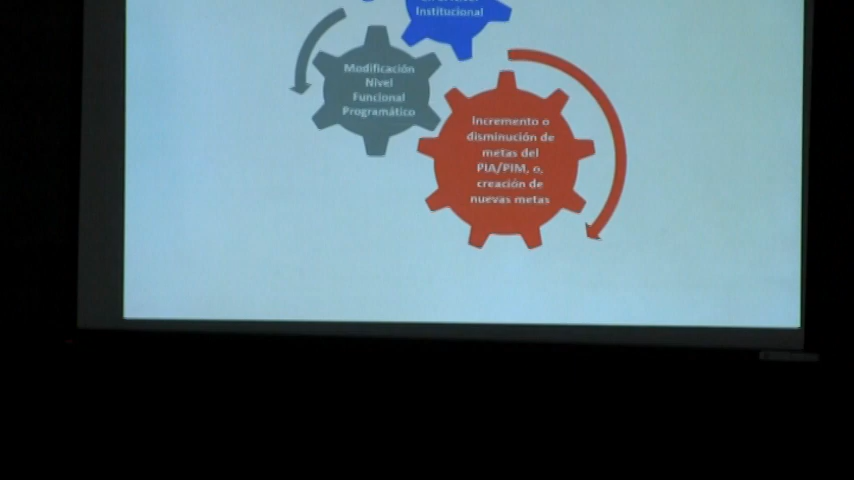 Institucional
Modificación
Nivel
Funcional
Programático
Incremento o
disminución de
metas del
PIA/PIM, o,
creación de
nuevas metas